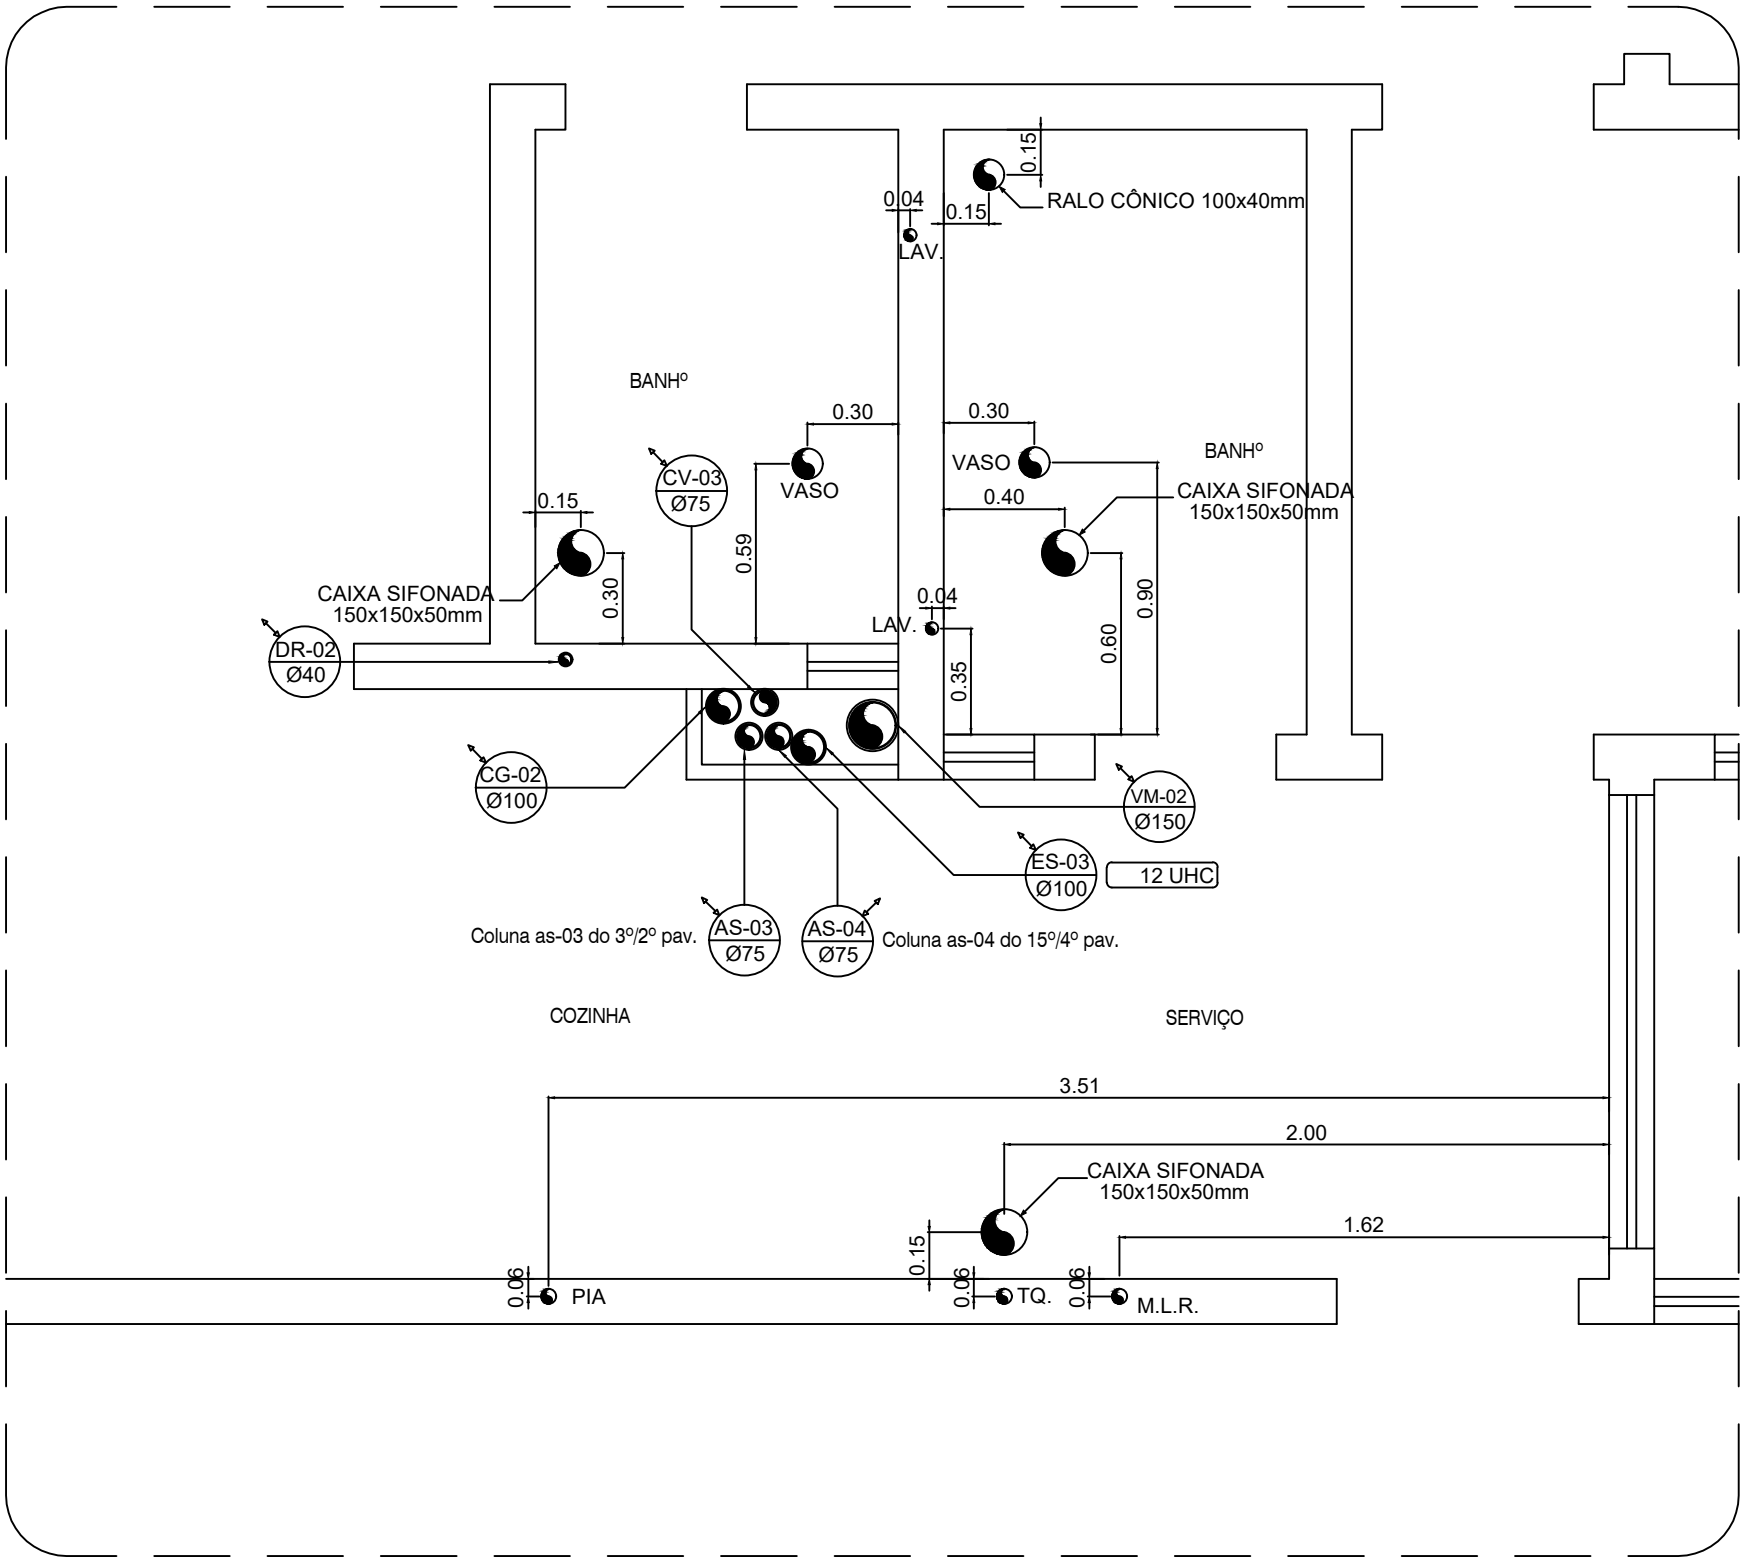 0.15
RALO CÔNICO 100x40mm
0.04
0.15
LAV.
BANHº
0.30
0.30
BANHº
VASO
CV-03
Ø75
VASO
0.15
0.40
CAIXA SIFONADA
150x150x50mm
0.59
0.30
CAIXA SIFONADA
150x150x50mm
0.04
LAV.
0.90
0.60
0.35
DR-02
Ø40
CG-02
Ø100
VM-02
Ø150
ES-03
Ø100
12 UHC
Coluna as-03 do 3º/2º pav.
AS-03
Ø75
AS-04
Ø75
Coluna as-04 do 15º/4º pav.
COZINHA
SERVIÇO
3.51
2.00
CAIXA SIFONADA
150x150x50mm
1.62
0.15
0.06
PIA
0.06
TQ.
0.06
M.L.R.